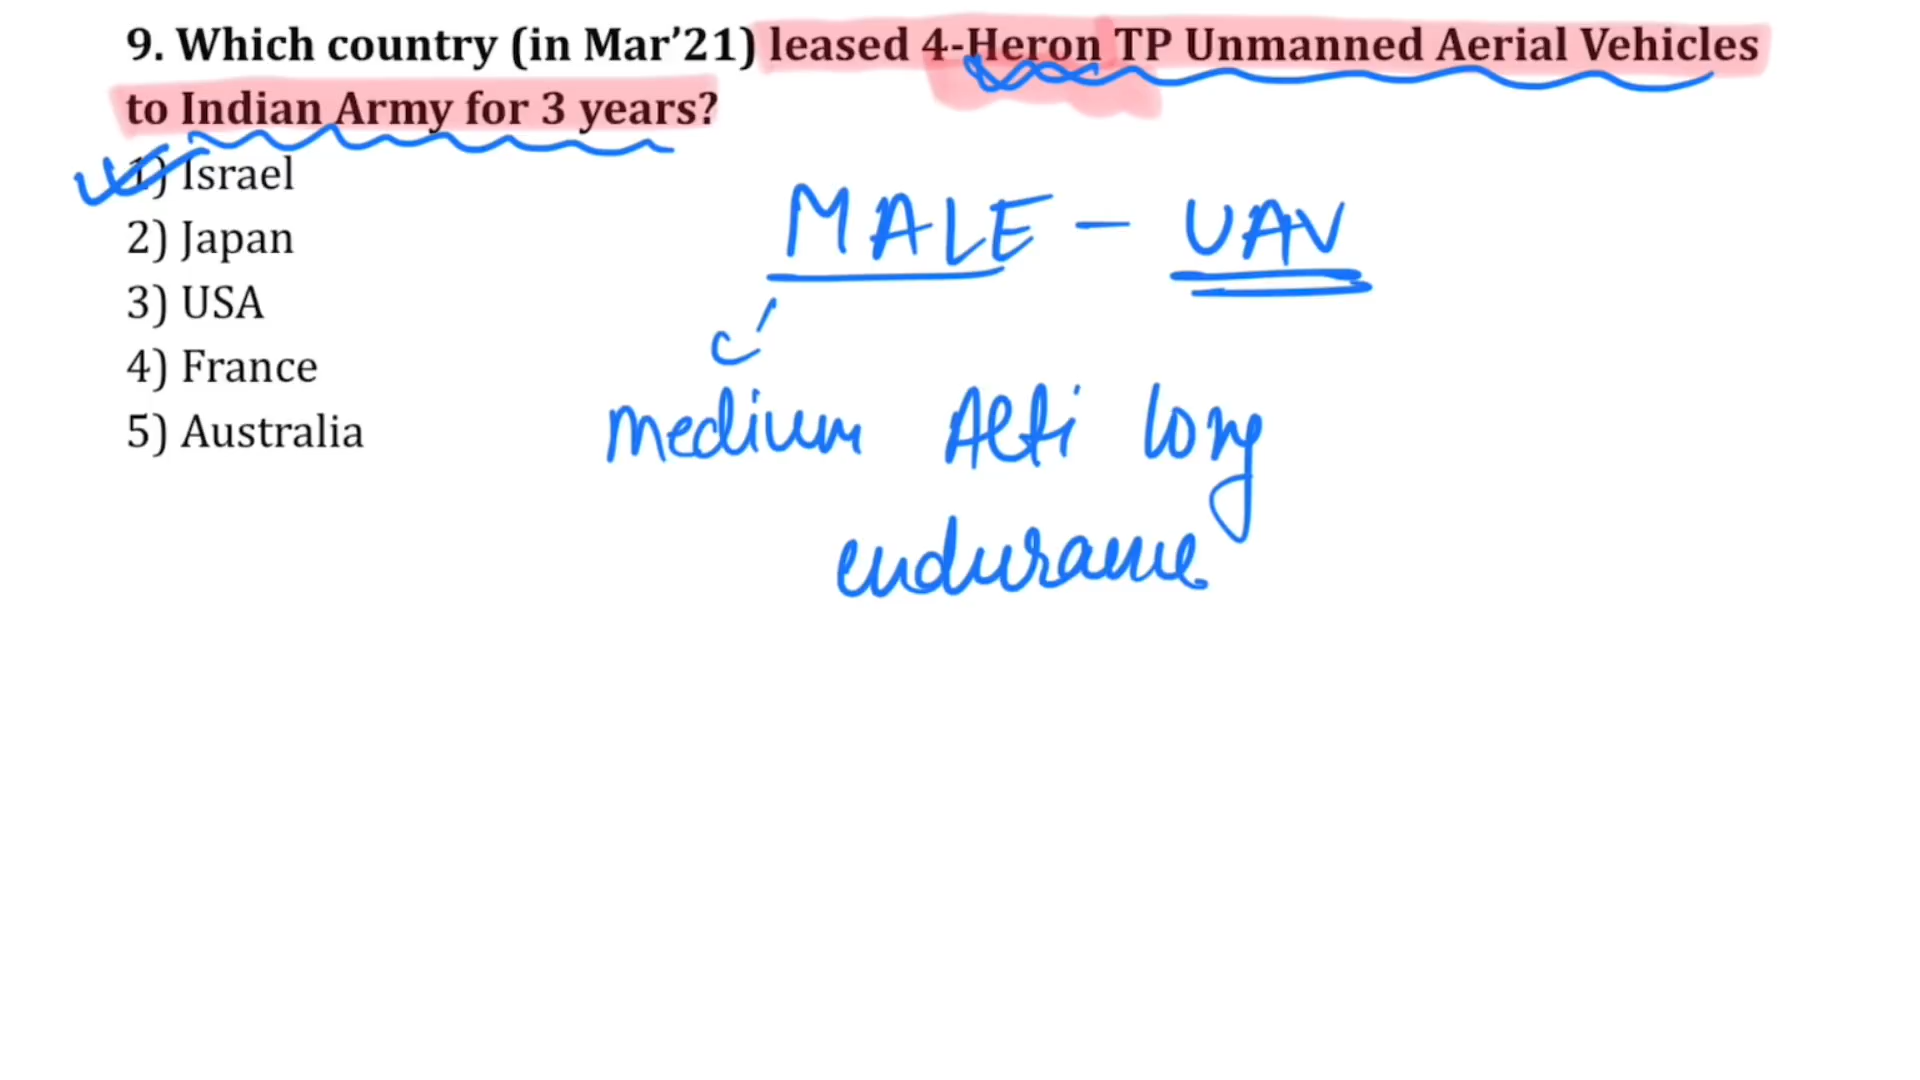 9. Which country (in Mar’21) leased 4-Heron TP Unmanned Aerial Vehicles
to Indian Army for 3 years?
1) Israel
2) Japan
3) USA
4) France
5) Australia
MALE - UAV
medium Alti long
endurance